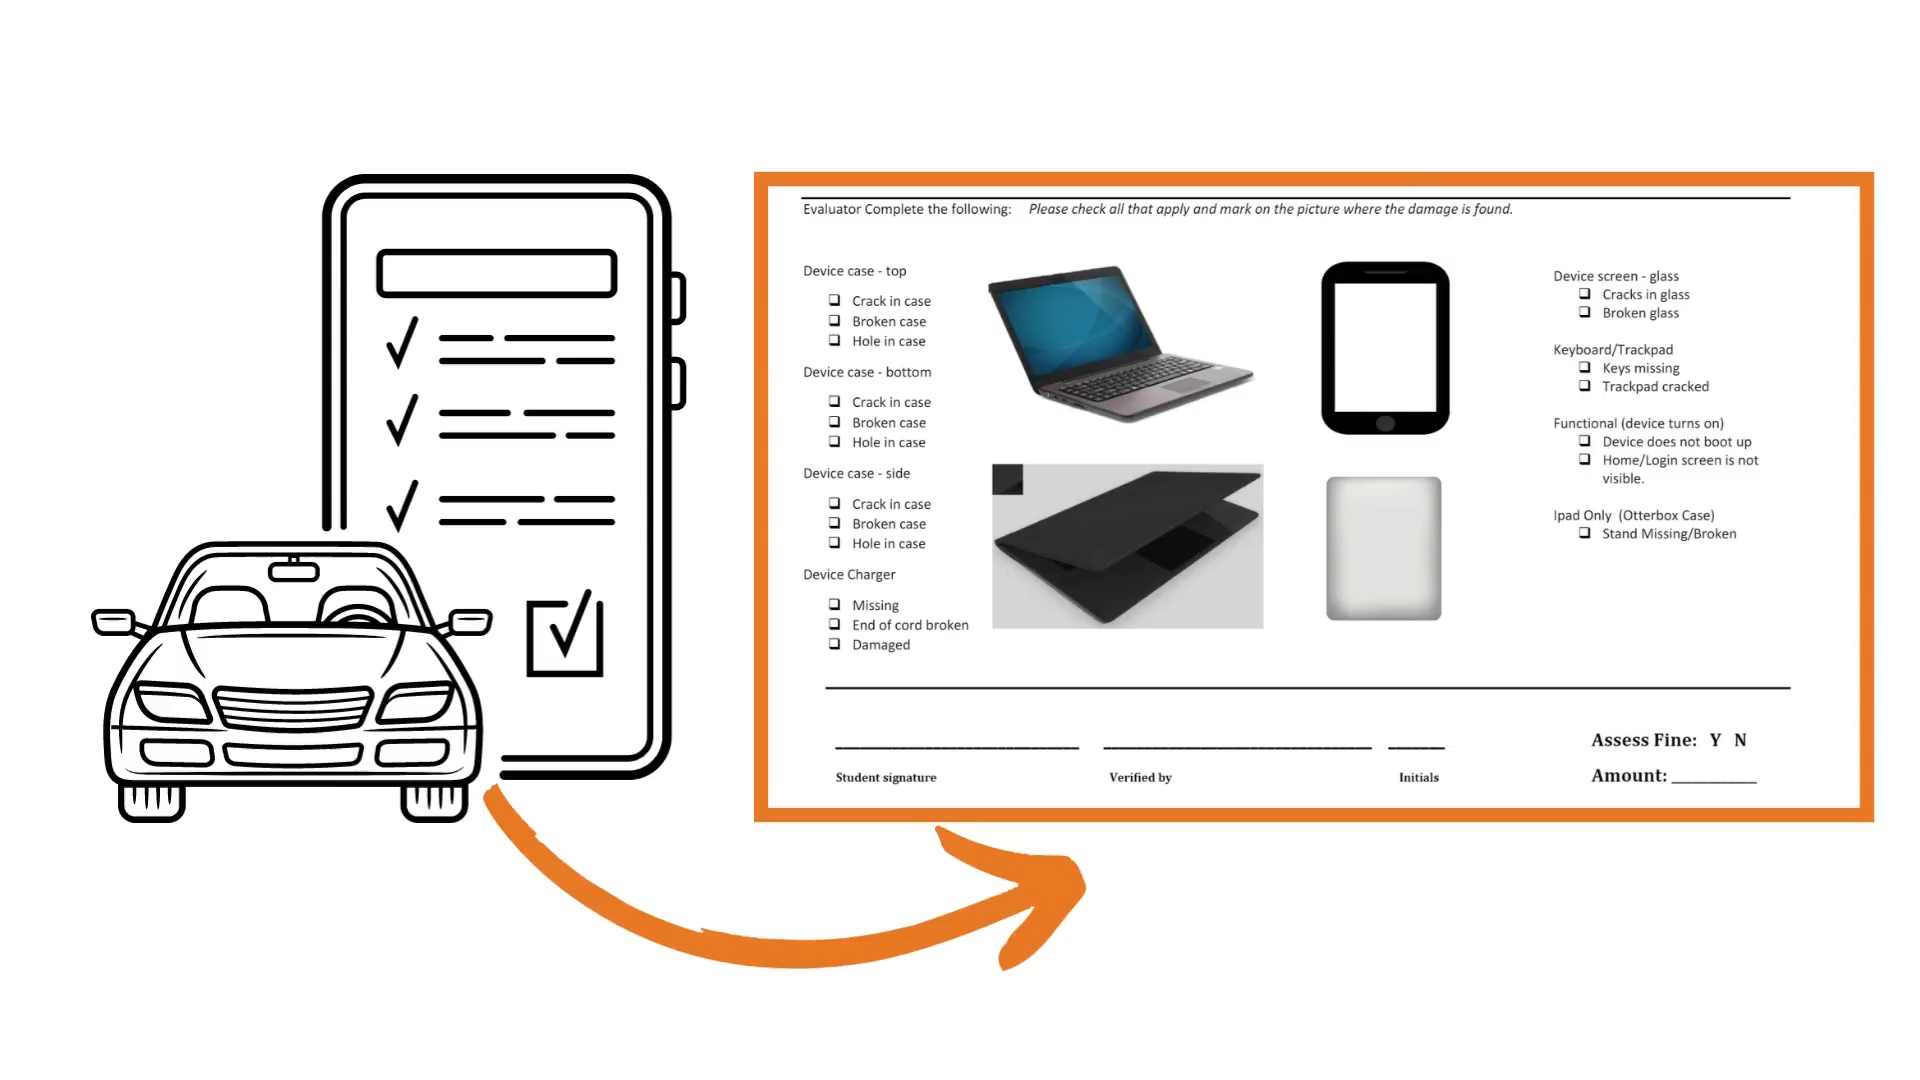 Evaluator Complete the following: Please check all that apply and mark on the picture where the damage is found.
Device case - top
❑ Crack in case
❑ Broken case
❑ Hole in case
Device case - bottom
❑ Crack in case
❑ Broken case
❑ Hole in case
Device case - side
❑ Crack in case
❑ Broken case
❑ Hole in case
Device Charger
❑ Missing
❑ End of cord broken
❑ Damaged
Device screen - glass
❑ Cracks in glass
❑ Broken glass
Keyboard/Trackpad
❑ Keys missing
❑ Trackpad cracked
Functional (device turns on)
❑ Device does not boot up
❑ Home/Login screen is not
visible.
Ipad Only (Otterbox Case)
❑ Stand Missing/Broken
Assess Fine: Y N
Student signature Verified by Initials
Amount: __________